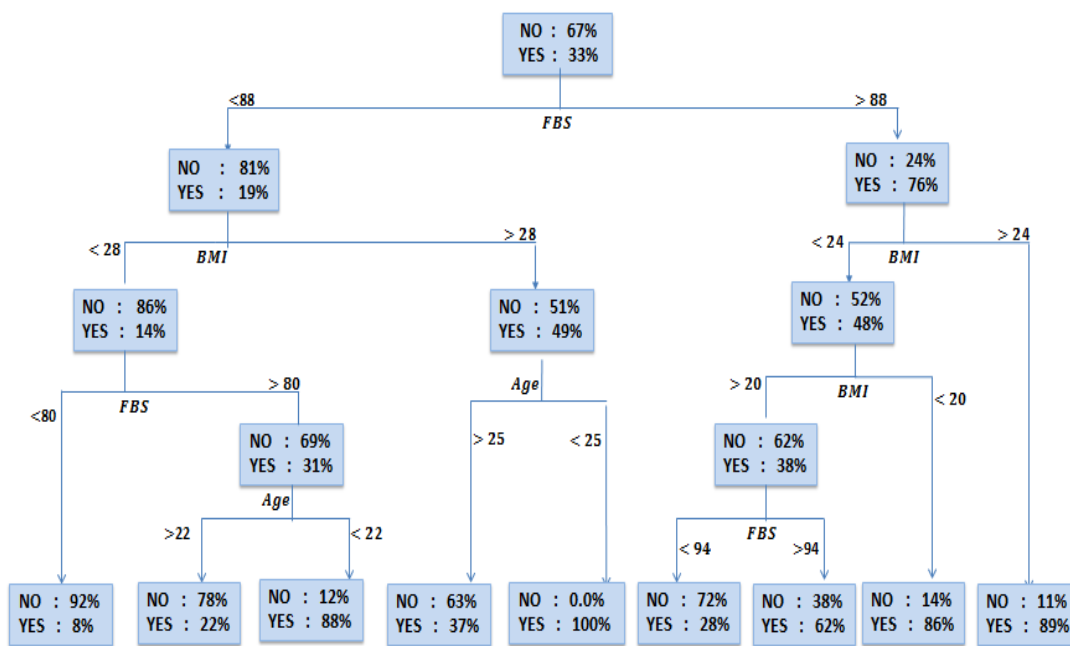 NO : 67%
YES : 33%
<88
> 88
FBS
NO : 81%
YES : 19%
NO : 24%
YES : 76%
< 28
> 28
BMI
< 24
> 24
BMI
NO : 86%
YES : 14%
NO : 51%
YES : 49%
NO : 52%
YES : 48%
<80
> 80
FBS
Age
> 20
< 20
BMI
NO : 69%
YES : 31%
> 25
< 25
NO : 62%
YES : 38%
Age
>22
< 22
< 94
>94
FBS
NO : 92%
YES : 8%
NO : 78%
YES : 22%
NO : 12%
YES : 88%
NO : 63%
YES : 37%
NO : 0.0%
YES : 100%
NO : 72%
YES : 28%
NO : 38%
YES : 62%
NO : 14%
YES : 86%
NO : 11%
YES : 89%